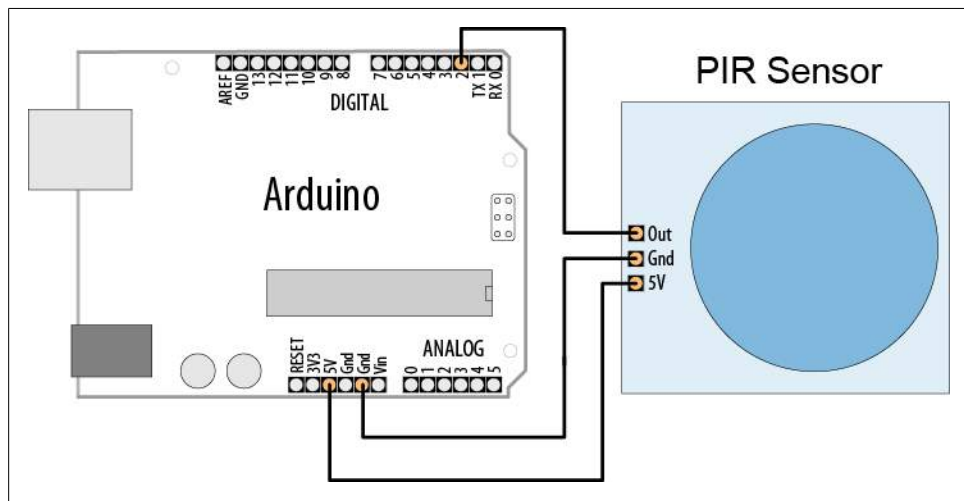 PIR Sensor
AREF
GND
13
12
11
10
9
8
7
6
5
4
3
2
TX 1
RX 0
DIGITAL
Arduino
Out
Gnd
5V
RESET
3V3
5V
Gnd
Gnd
Vin
ANALOG
0
1
2
3
4
5